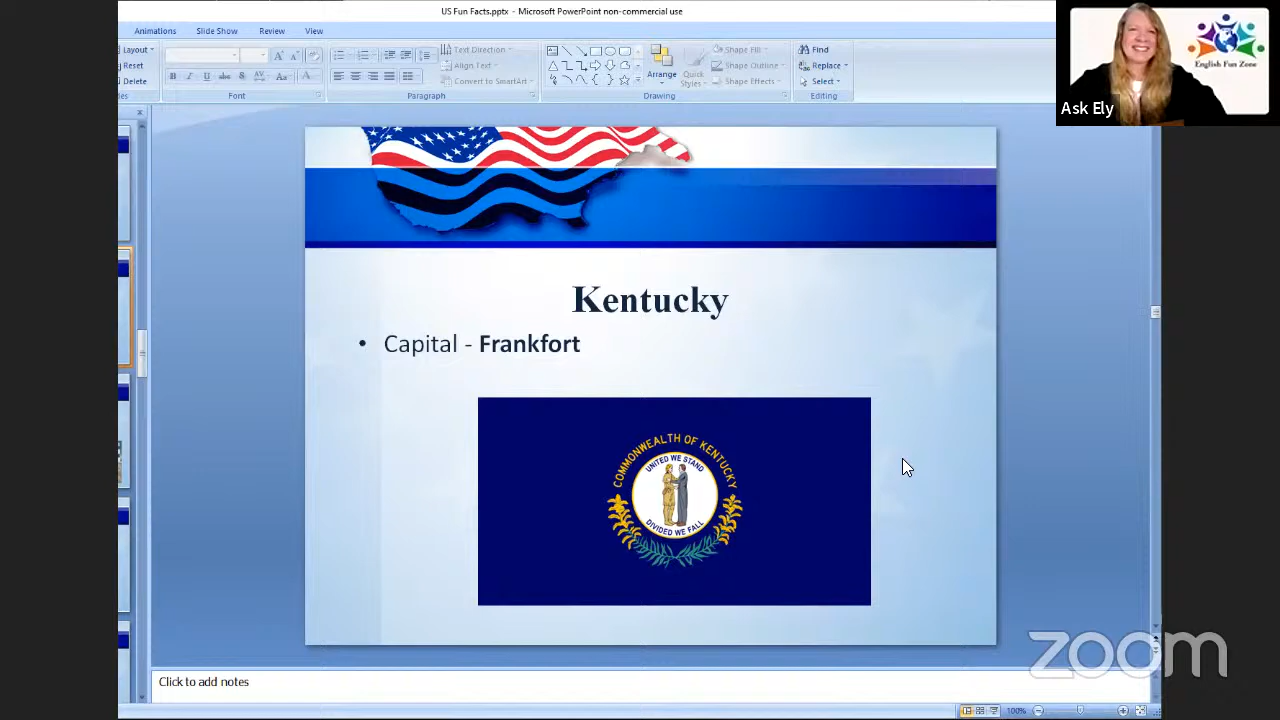 US Fun Facts.pptx - Microsoft PowerPoint non-commercial use
Animations Slide Show Review View
Layout
Reset
Delete
Font
Text Direction
Align Text
Convert to SmartArt
Paragraph
Arrange
Quick
Styles
Shape Fill
Shape Outline
Shape Effects
Drawing
Find
Replace
Select
Editing
English Fun Zone
Ask Ely
Kentucky
• Capital - Frankfort
COMMONWEALTH OF KENTUCKY
UNITED WE STAND
DIVIDED WE FALL
Click to add notes
100%
zoom